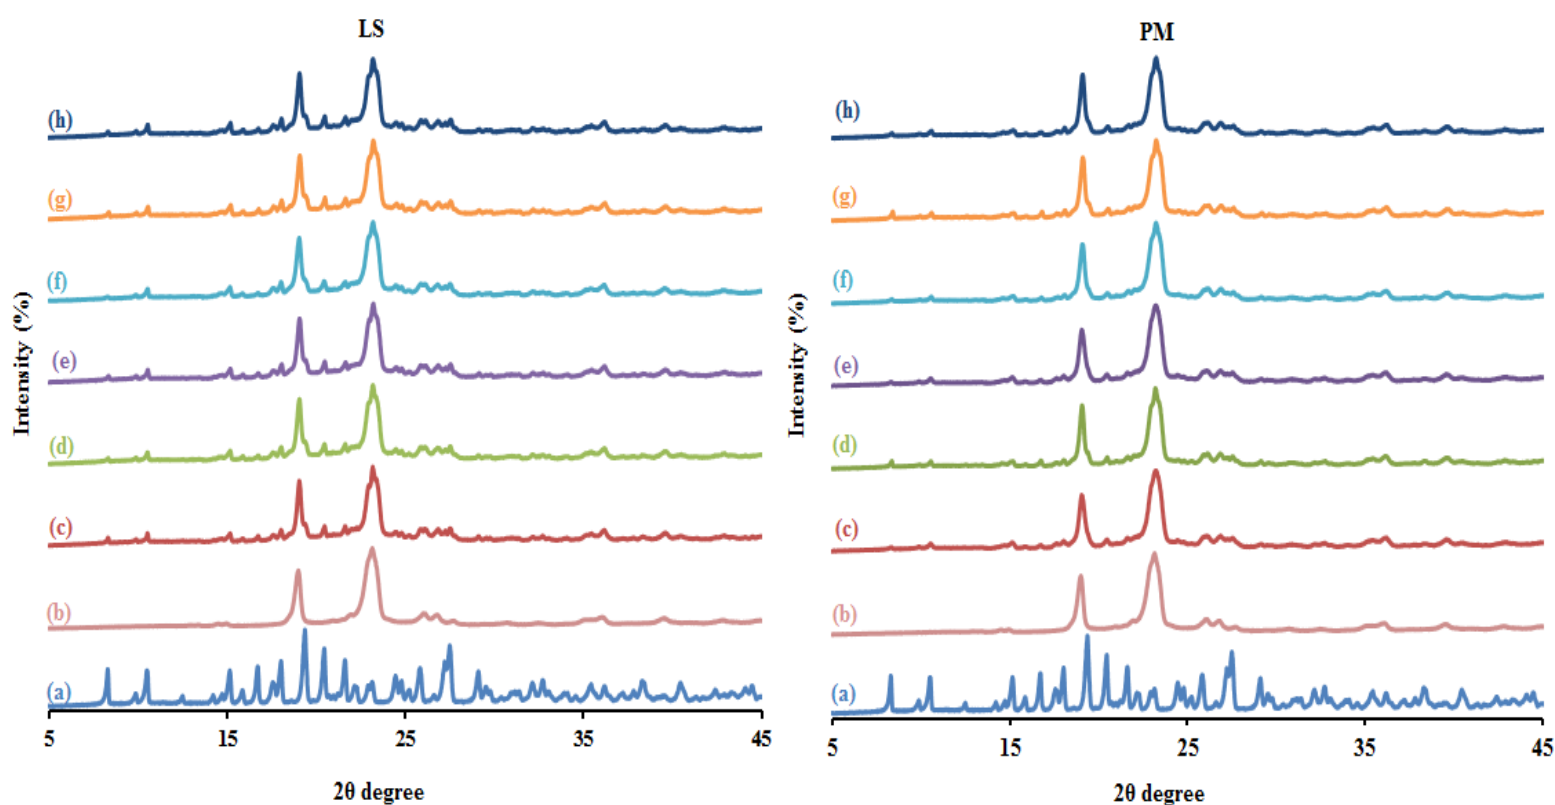 LS
(h)
(g)
(f)
(e)
(d)
(c)
(b)
(a)
Intensity (%)
5 15 25 35 45
2θ degree
PM
(h)
(g)
(f)
(e)
(d)
(c)
(b)
(a)
Intensity (%)
5 15 25 35 45
2θ degree